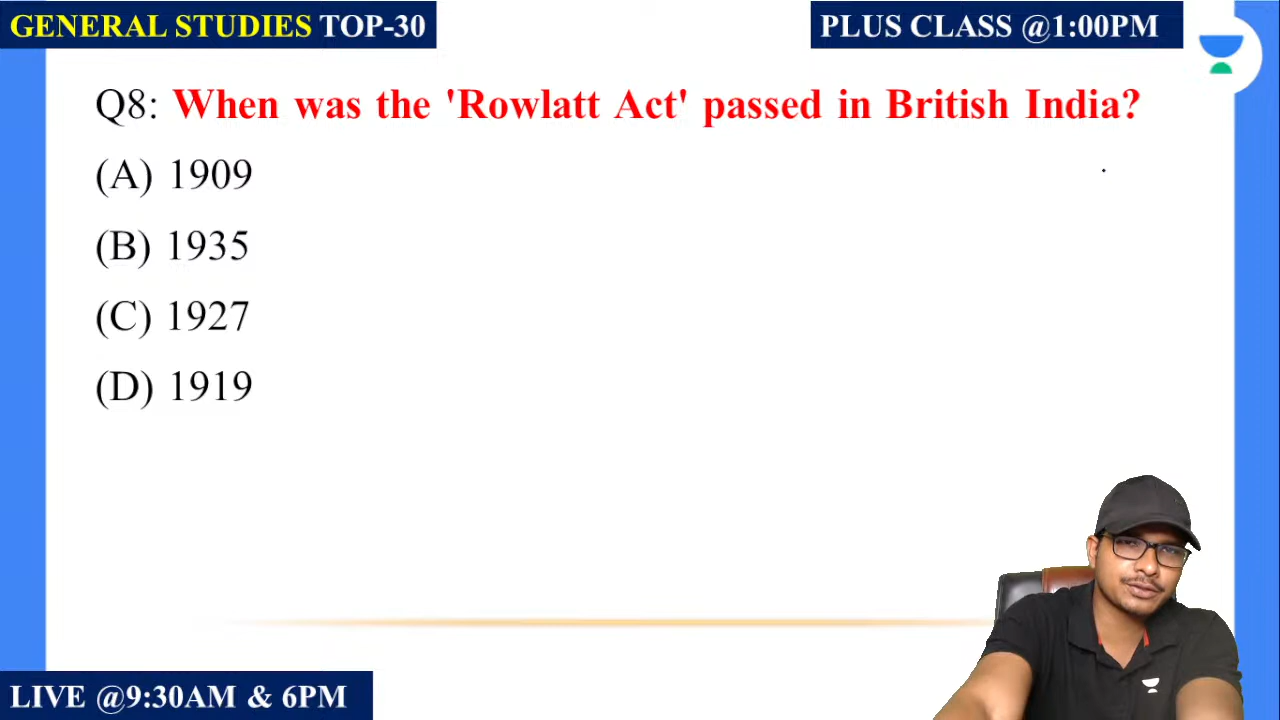 GENERAL STUDIES TOP-30
PLUS CLASS @1:00PM
Q8: When was the 'Rowlatt Act' passed in British India?
(A) 1909
(B) 1935
(C) 1927
(D) 1919
LIVE @9:30AM & 6PM